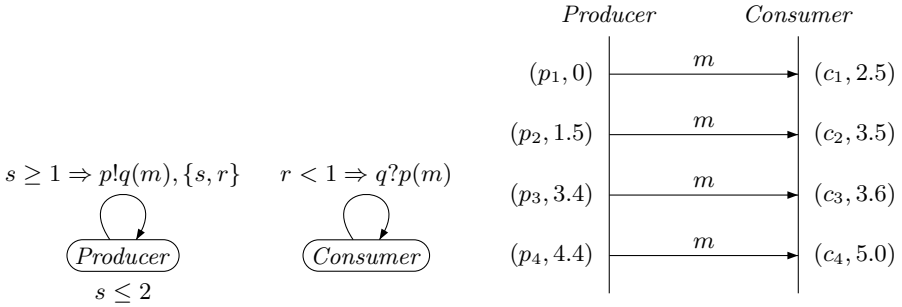 Producer Consumer
(p₁, 0) m (c₁, 2.5)
(p₂, 1.5) m (c₂, 3.5)
s ≥ 1 ⇒ p!q(m), {s, r} r < 1 ⇒ q?p(m)
(p₃, 3.4) m (c₃, 3.6)
Producer Consumer
(p₄, 4.4) m (c₄, 5.0)
s ≤ 2